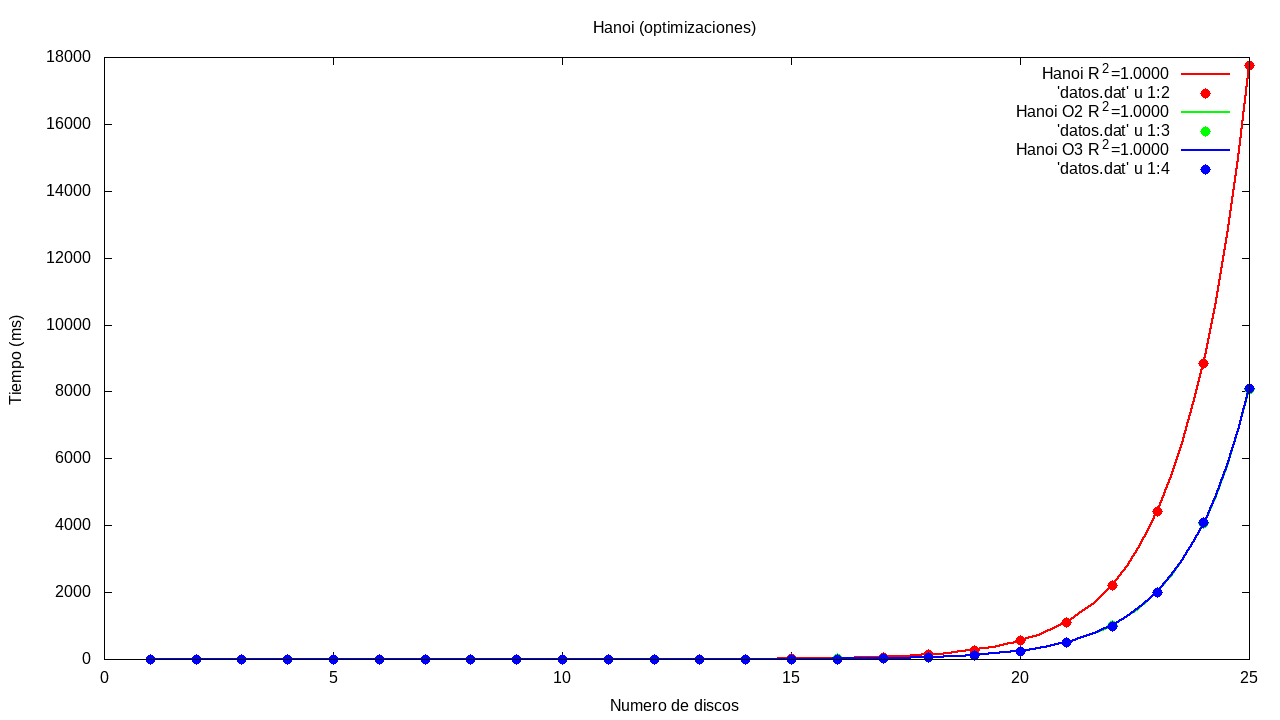 Hanoi (optimizaciones)
18000
16000
14000
12000
10000
8000
6000
4000
2000
0
Tiempo (ms)
Hanoi R²=1.0000
'datos.dat' u 1:2
Hanoi O2 R²=1.0000
'datos.dat' u 1:3
Hanoi O3 R²=1.0000
'datos.dat' u 1:4
0 5 10 15 20 25
Numero de discos